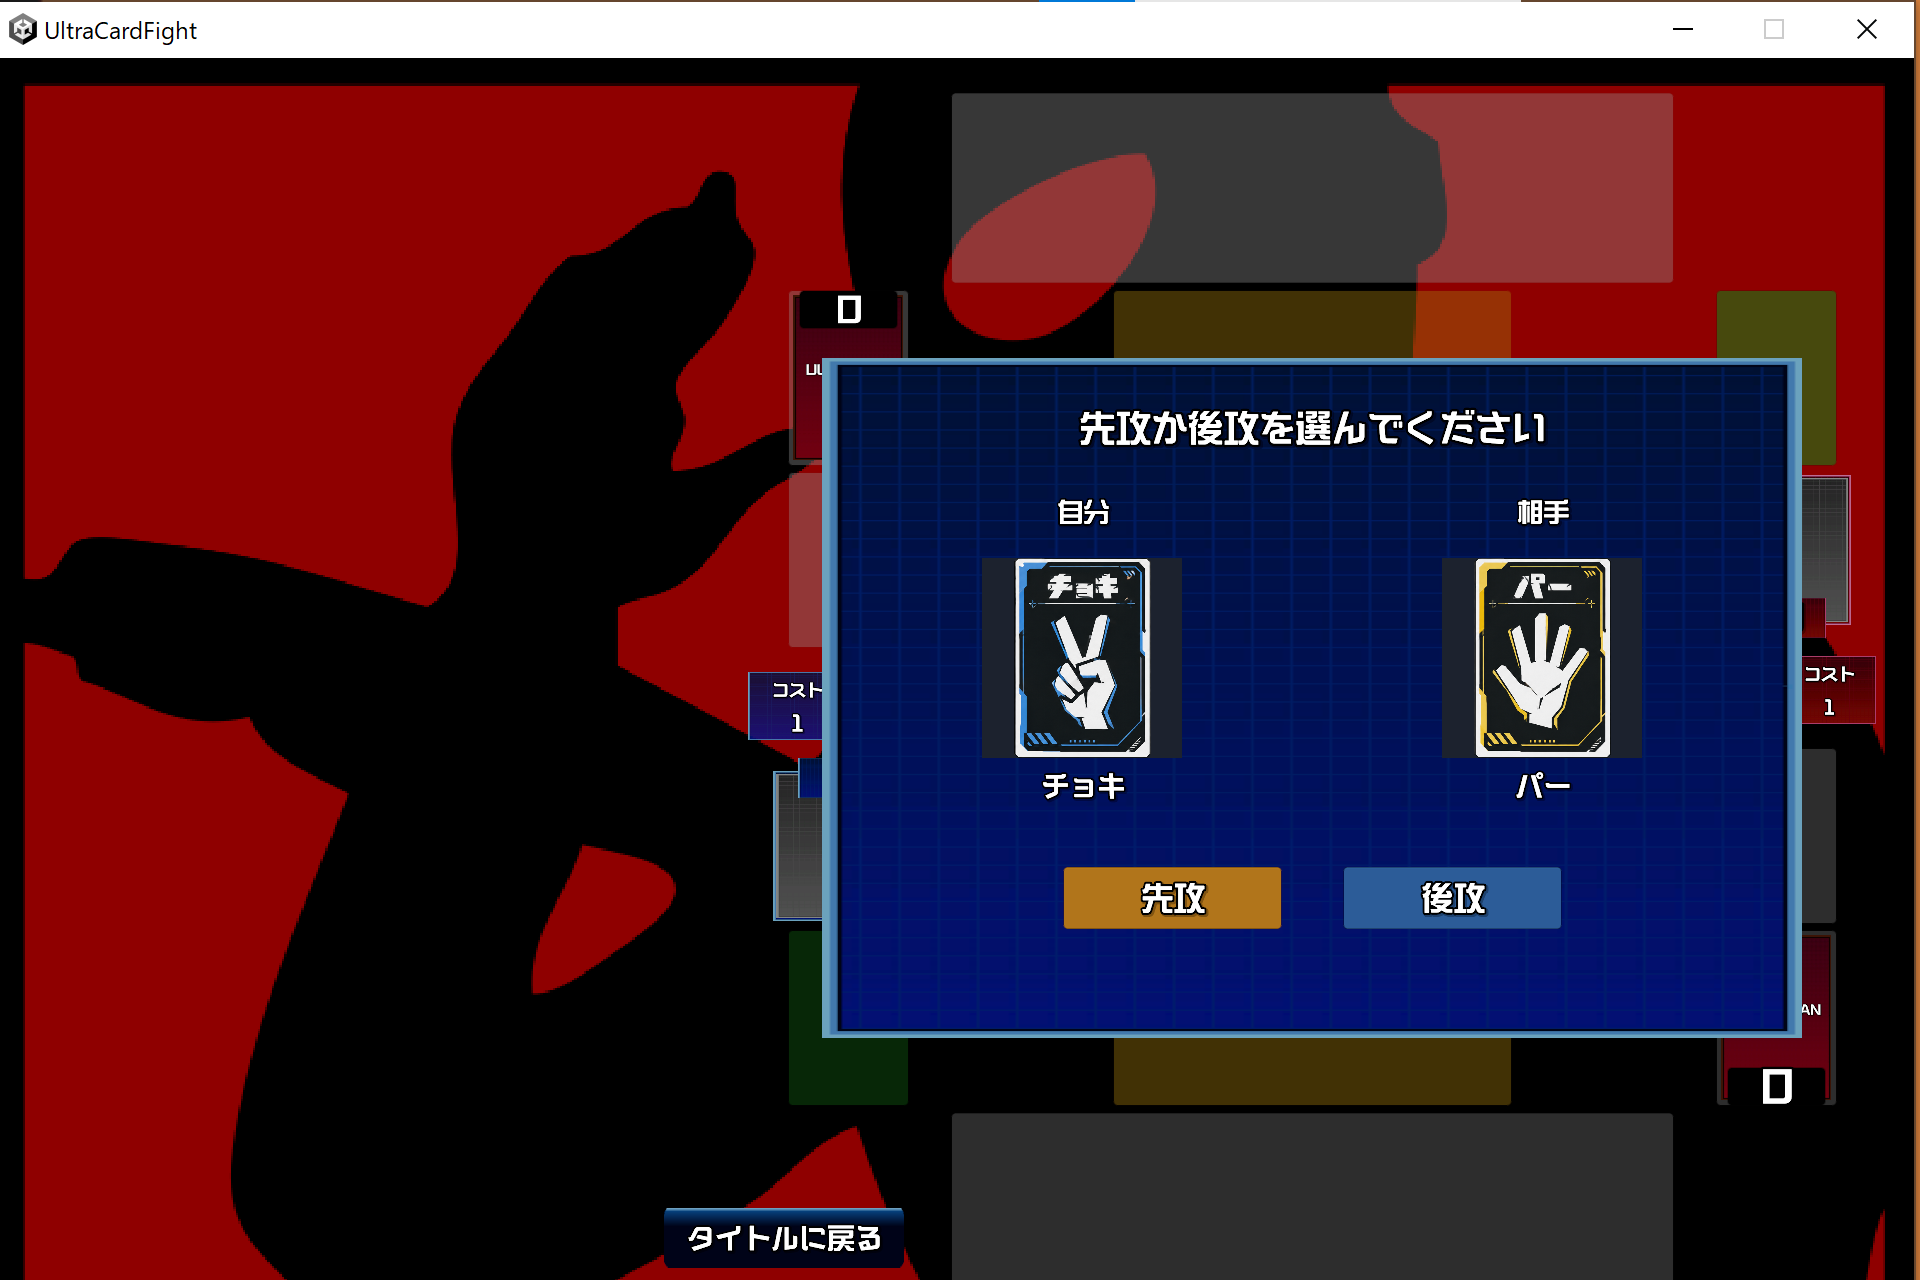 UltraCardFight
0
先攻か後攻を選んでください
自分
相手
チョキ
パー
コスト
1
コスト
1
チョキ
パー
先攻
後攻
0
タイトルに戻る